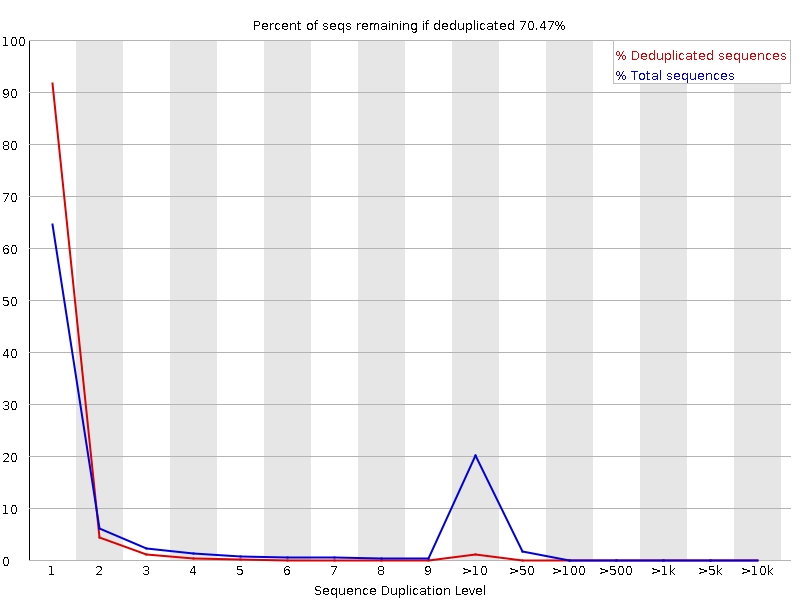 Percent of seqs remaining if deduplicated 70.47%
% Deduplicated sequences
% Total sequences
100
90
80
70
60
50
40
30
20
10
0
1 2 3 4 5 6 7 8 9 >10 >50 >100 >500 >1k >5k >10k
Sequence Duplication Level